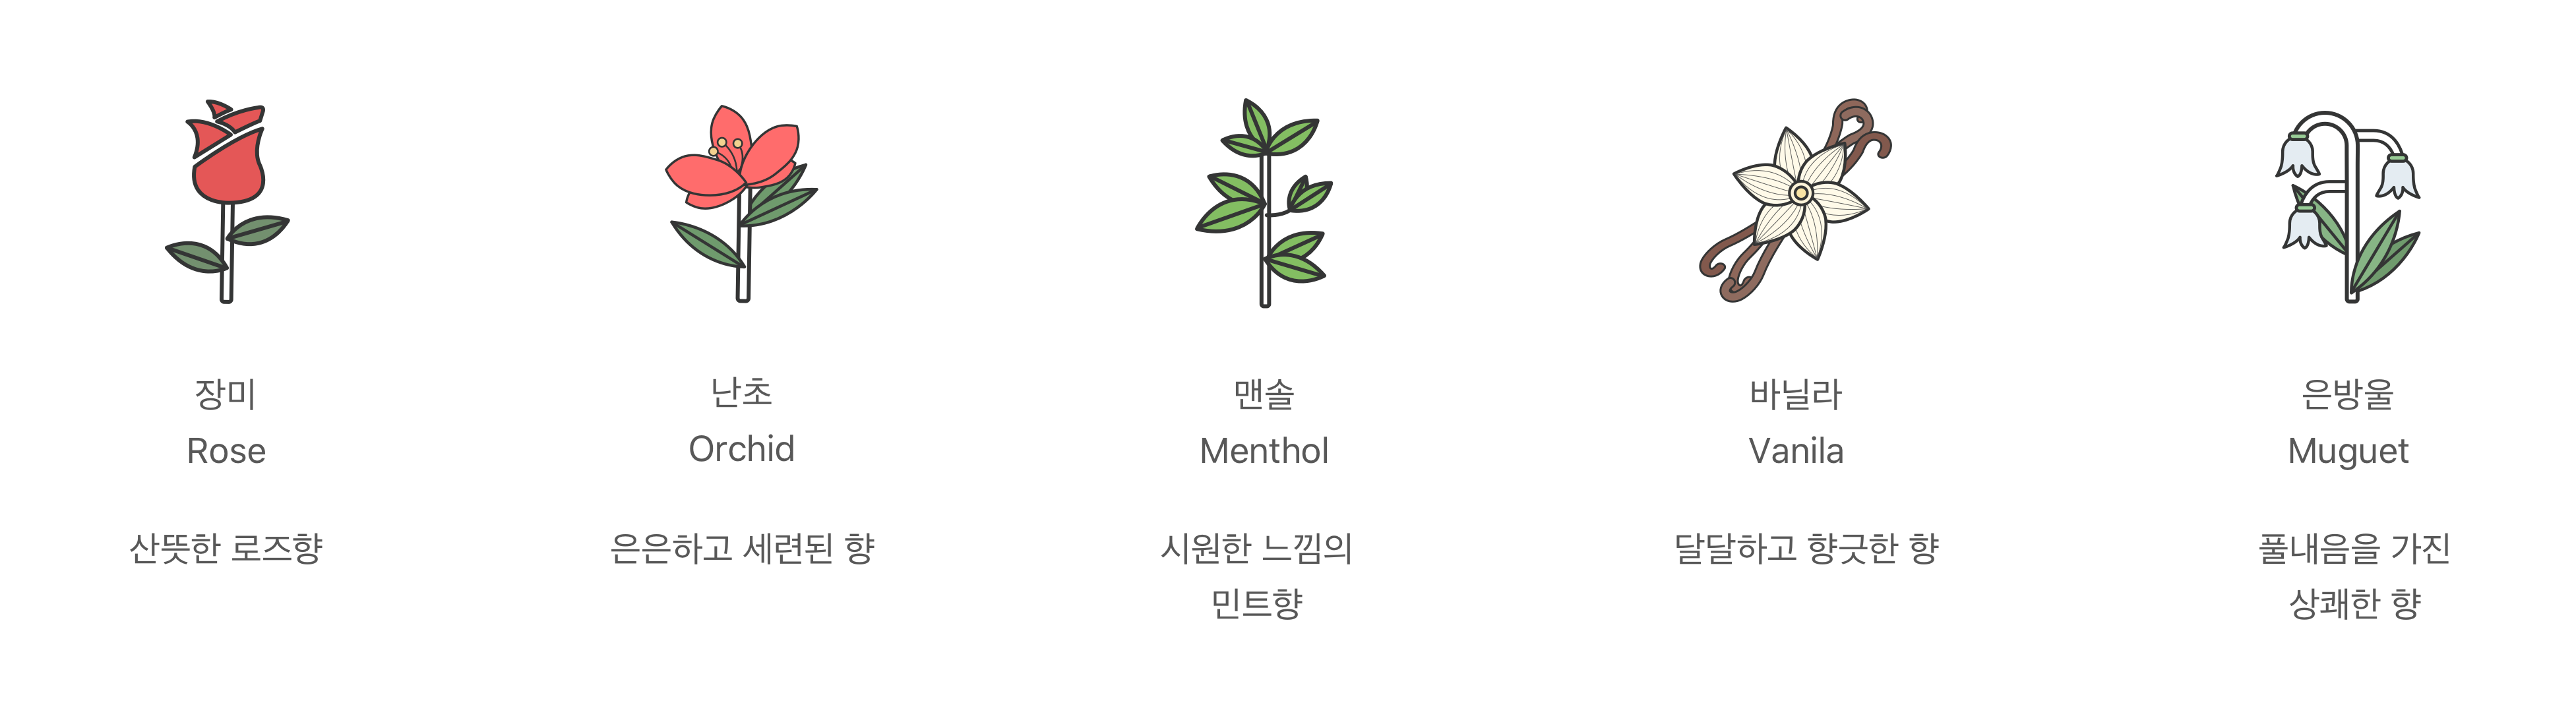 장미
Rose
산뜻한 로즈향
난초
Orchid
은은하고 세련된 향
맨솔
Menthol
시원한 느낌의
민트향
바닐라
Vanila
달달하고 향긋한 향
은방울
Muguet
풀내음을 가진
상쾌한 향